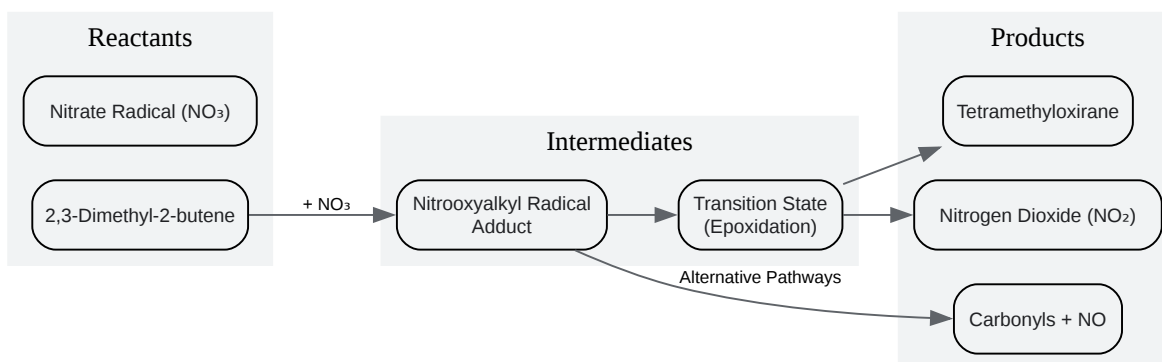 Reactants
Nitrate Radical (NO₃)
2,3-Dimethyl-2-butene
+ NO₃
Intermediates
Nitrooxyalkyl Radical
Adduct
Transition State
(Epoxidation)
Alternative Pathways
Products
Tetramethyloxirane
Nitrogen Dioxide (NO₂)
Carbonyls + NO